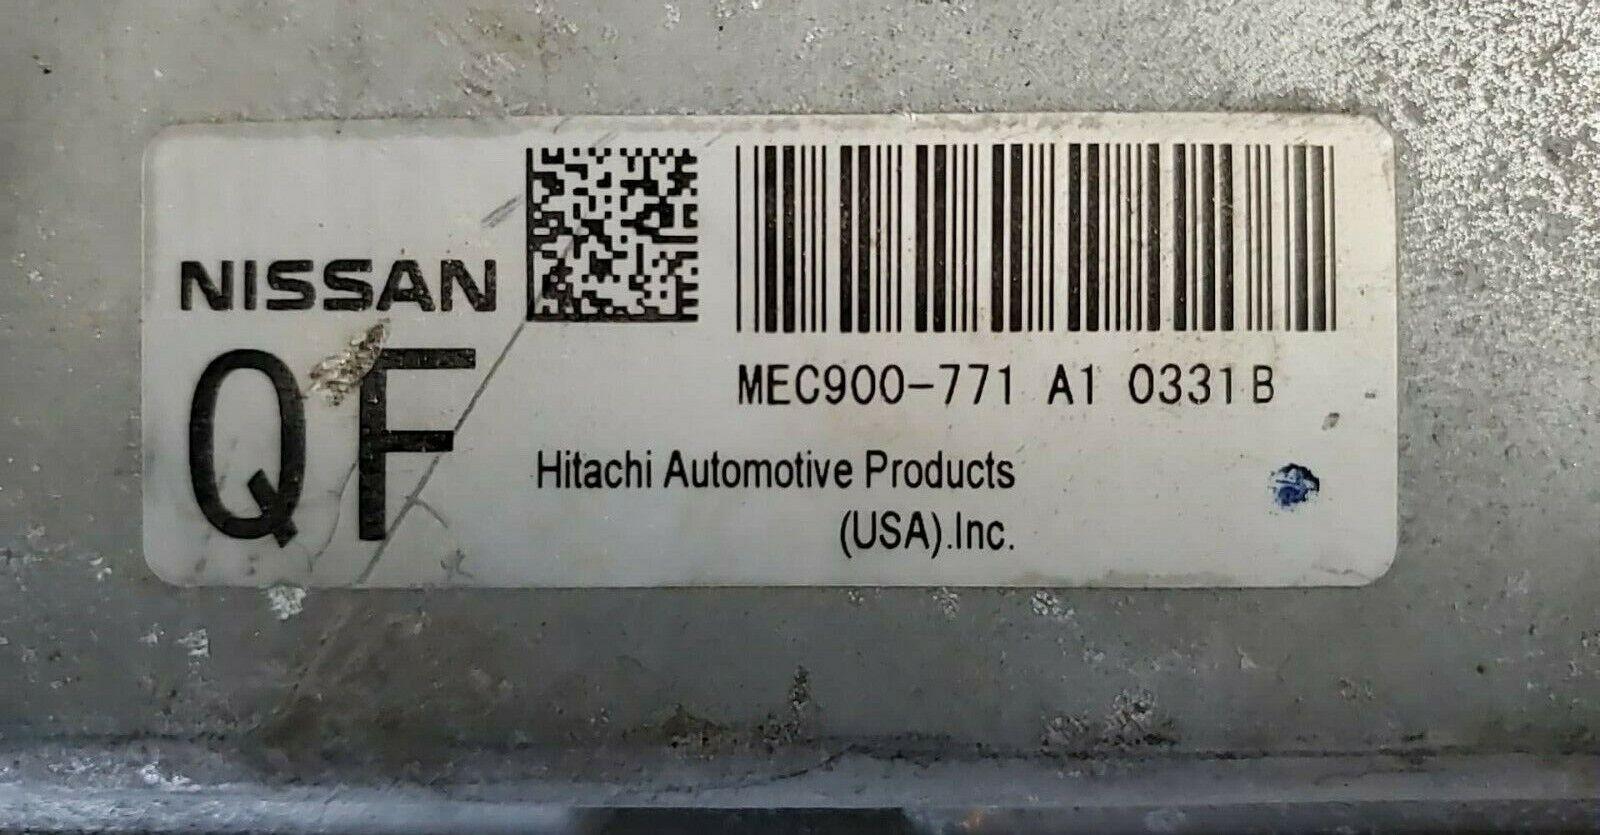 NISSAN
QF
MEC900-771 A1 0331B
Hitachi Automotive Products
(USA).Inc.